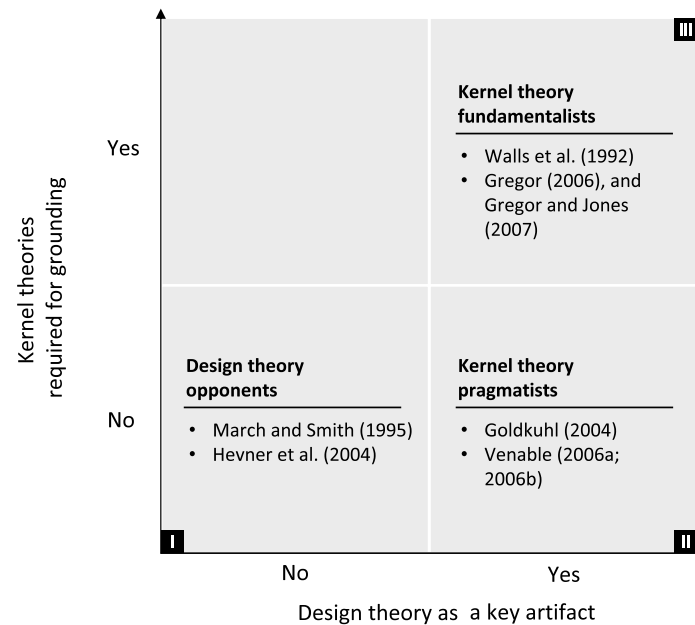 III
Kernel theory
fundamentalists
• Walls et al. (1992)
• Gregor (2006), and
Gregor and Jones
(2007)
Yes
Kernel theories
required for grounding
Design theory
opponents
• March and Smith (1995)
• Hevner et al. (2004)
Kernel theory
pragmatists
• Goldkuhl (2004)
• Venable (2006a;
2006b)
No
I
II
No
Yes
Design theory as a key artifact